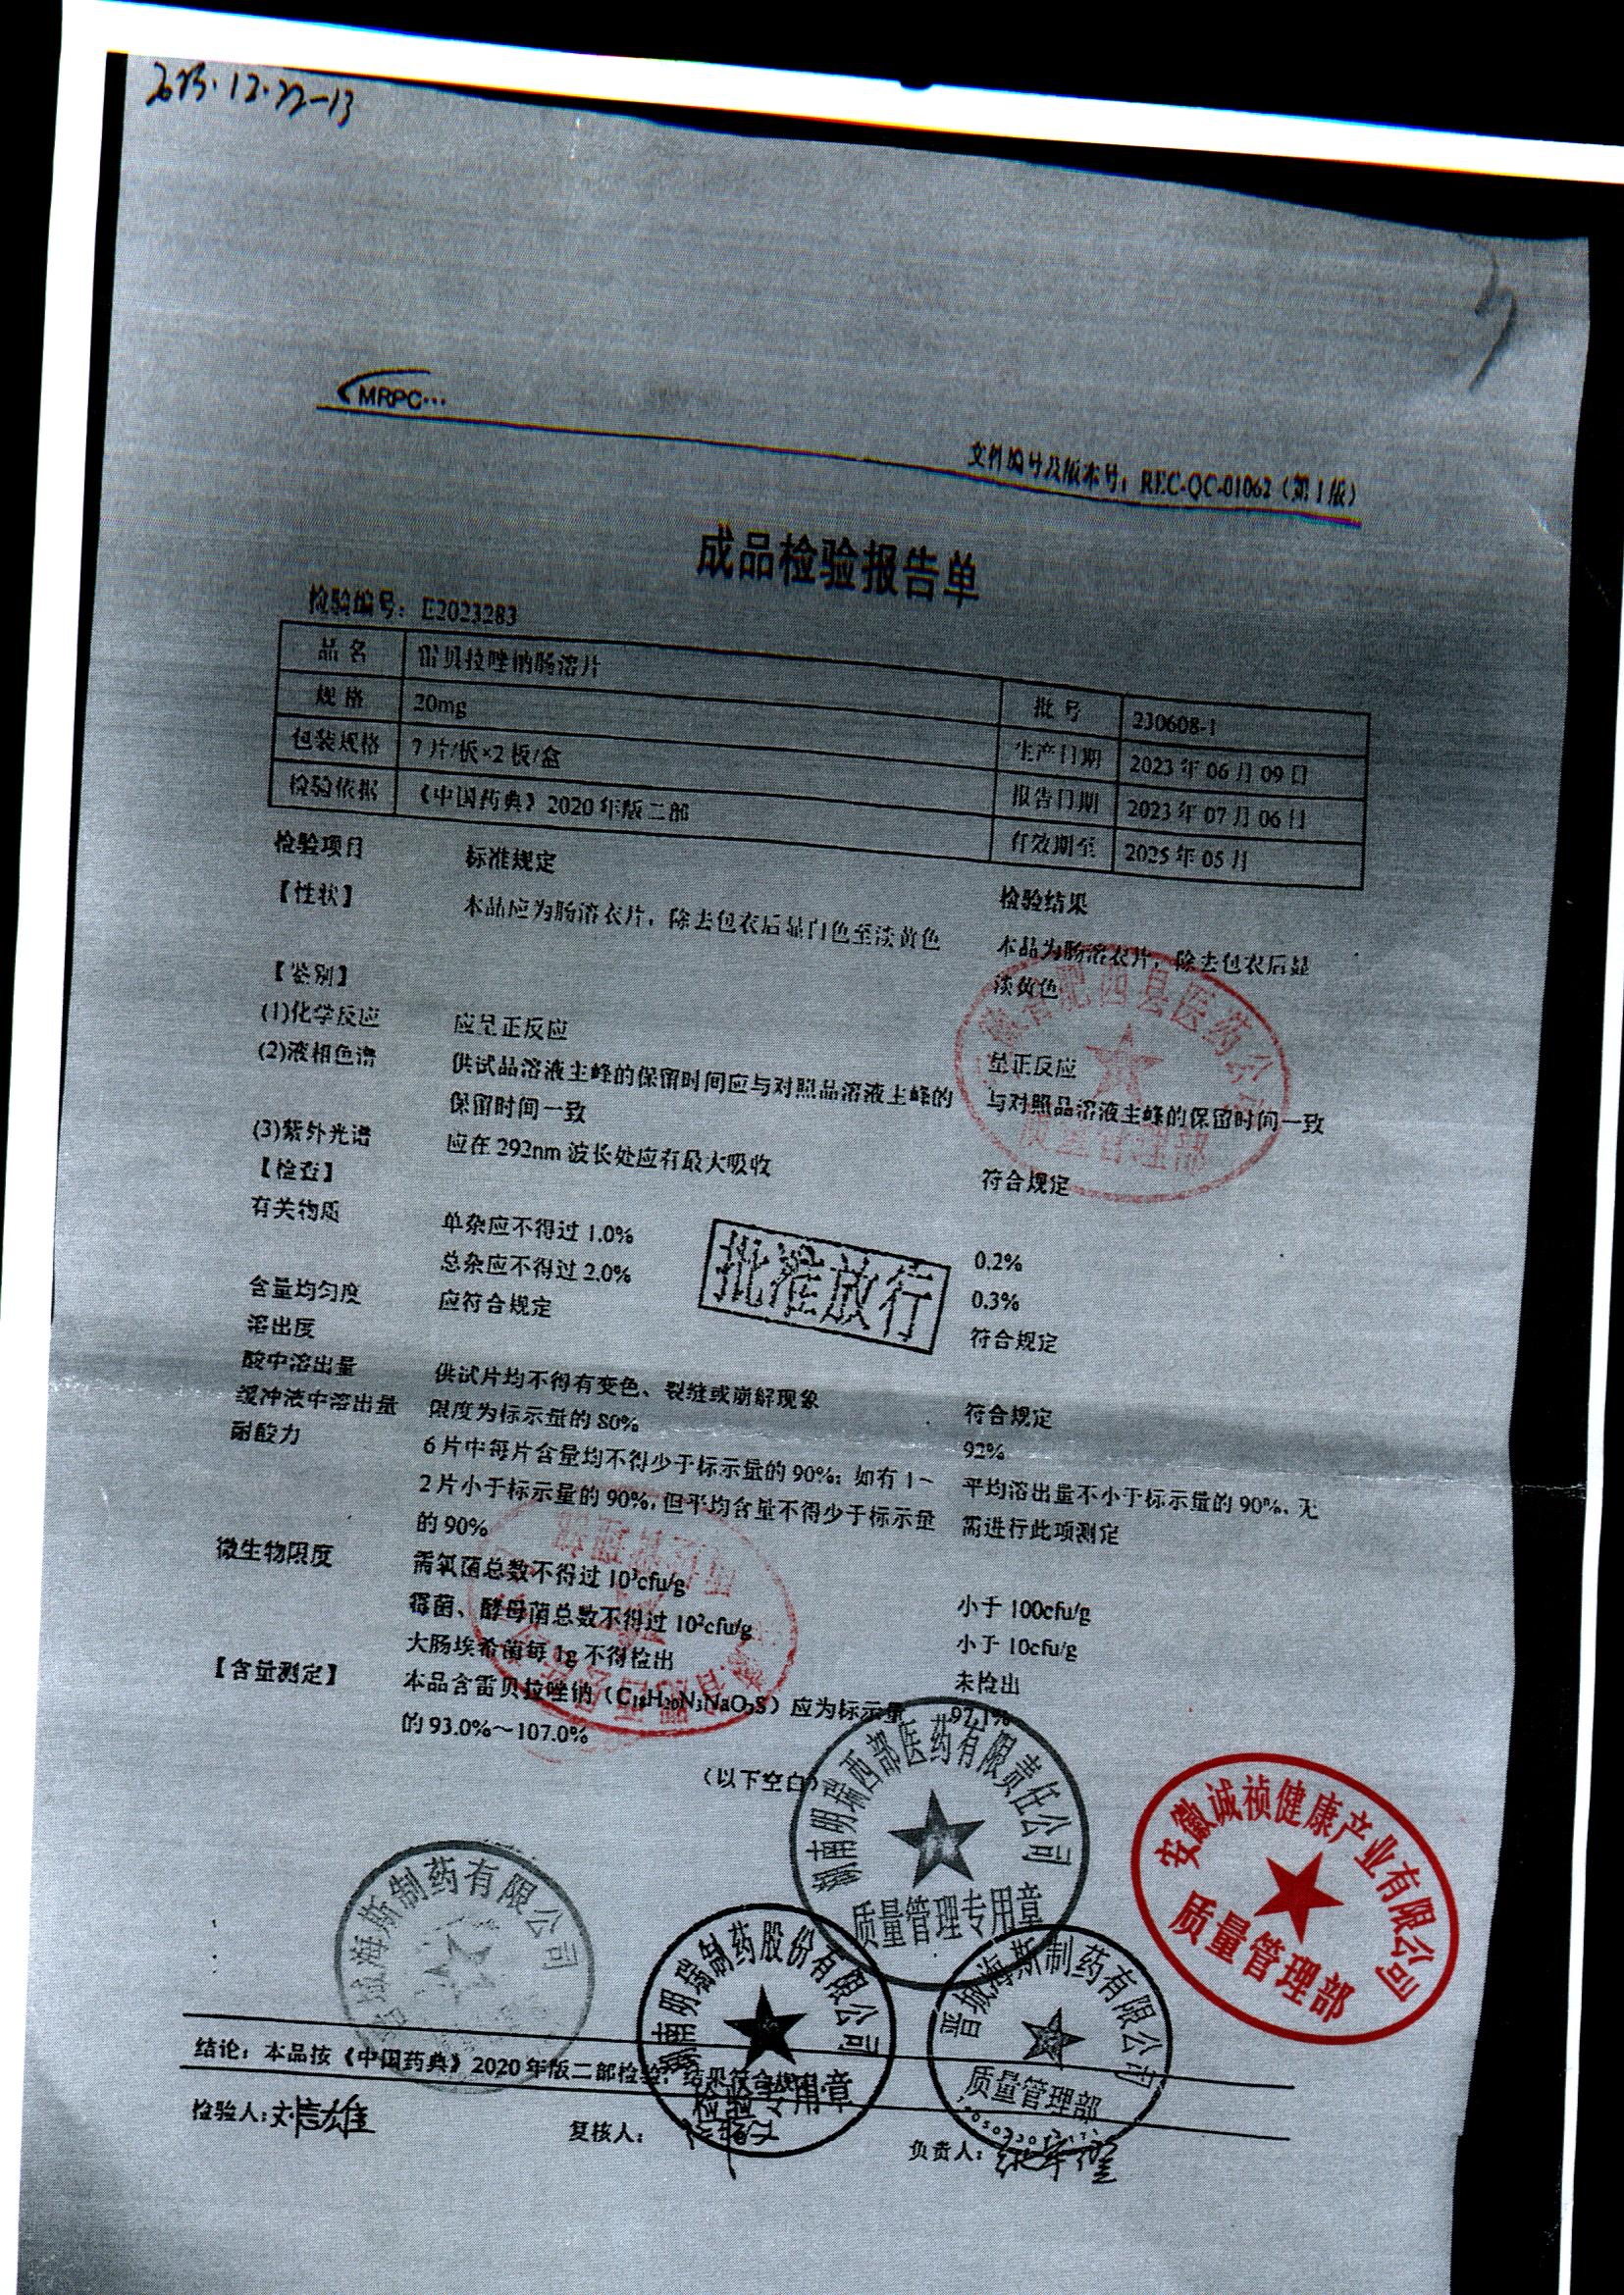 2023.12.22-13
MRPC...
文件编号及版本号：REC-QC-01062（第1版）
成品检验报告单
检验编号：E2023283
品名 雷贝拉唑钠肠溶片 批号 230608-1
规格 20mg 生产日期 2023年06月09日
包装规格 7片/板×2板/盒 报告日期 2023年07月06日
检验依据 《中国药典》2020年版二部 有效期至 2025年05月
检验项目 标准规定 检验结果
【性状】 本品应为肠溶衣片，除去包衣后显白色至淡黄色 本品为肠溶衣片，除去包衣后显
淡黄色
【鉴别】
(1)化学反应 应呈正反应 呈正反应
(2)液相色谱 供试品溶液主峰的保留时间应与对照品溶液主峰的 与对照品溶液主峰的保留时间一致
保留时间一致
(3)紫外光谱 应在292nm波长处应有最大吸收 符合规定
【检查】
有关物质 单杂应不得过1.0% 0.2%
总杂应不得过2.0% 0.3%
含量均匀度 应符合规定 符合规定
批准放行
溶出度
酸中溶出量 供试片均不得有变色、裂缝或崩解现象 符合规定
缓冲液中溶出量 限度为标示量的80% 92%
耐酸力 6片中每片含量均不得少于标示量的90%；如有1～ 平均溶出量不小于标示量的90%、无
2片小于标示量的90%，但平均含量不得少于标示量 需进行此项测定
的90%
微生物限度 需氧菌总数不得过10³cfu/g 小于100cfu/g
霉菌、酵母菌总数不得过10²cfu/g 小于10cfu/g
大肠埃希菌每1g不得检出 未检出
【含量测定】 本品含雷贝拉唑钠（C₁₈H₂₀N₃NaO₃S）应为标示量 97.1%
的93.0%～107.0%
（以下空白）
安徽省肥西县医药公司
质量管理部
湖南明瑞西部医药有限责任公司
质量管理专用章
安徽诚祯健康产业有限公司
质量管理部
晋城海斯制药有限公司
湖南明瑞制药股份有限公司
检验专用章
晋城海斯制药有限公司
质量管理部
结论：本品按《中国药典》2020年版二部检验，结果符合规定
检验人： 复核人： 负责人：